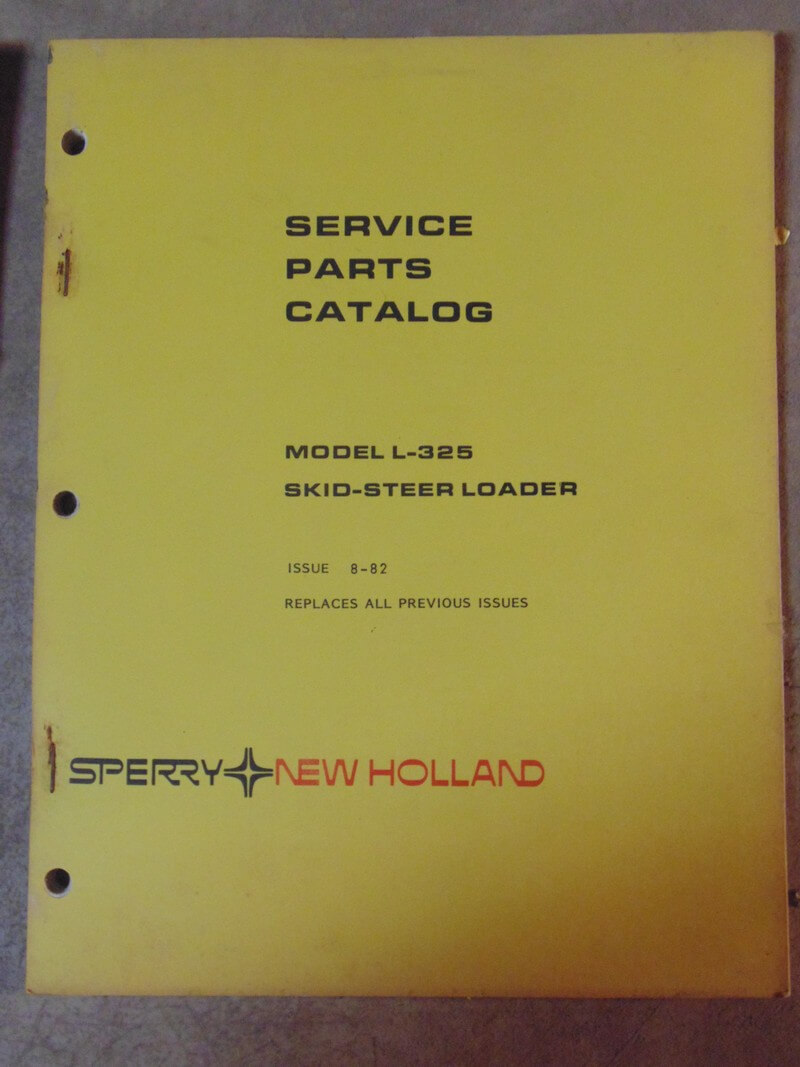 SERVICE
PARTS
CATALOG
MODEL L-325
SKID-STEER LOADER
ISSUE 8-82
REPLACES ALL PREVIOUS ISSUES
SPERRY NEW HOLLAND